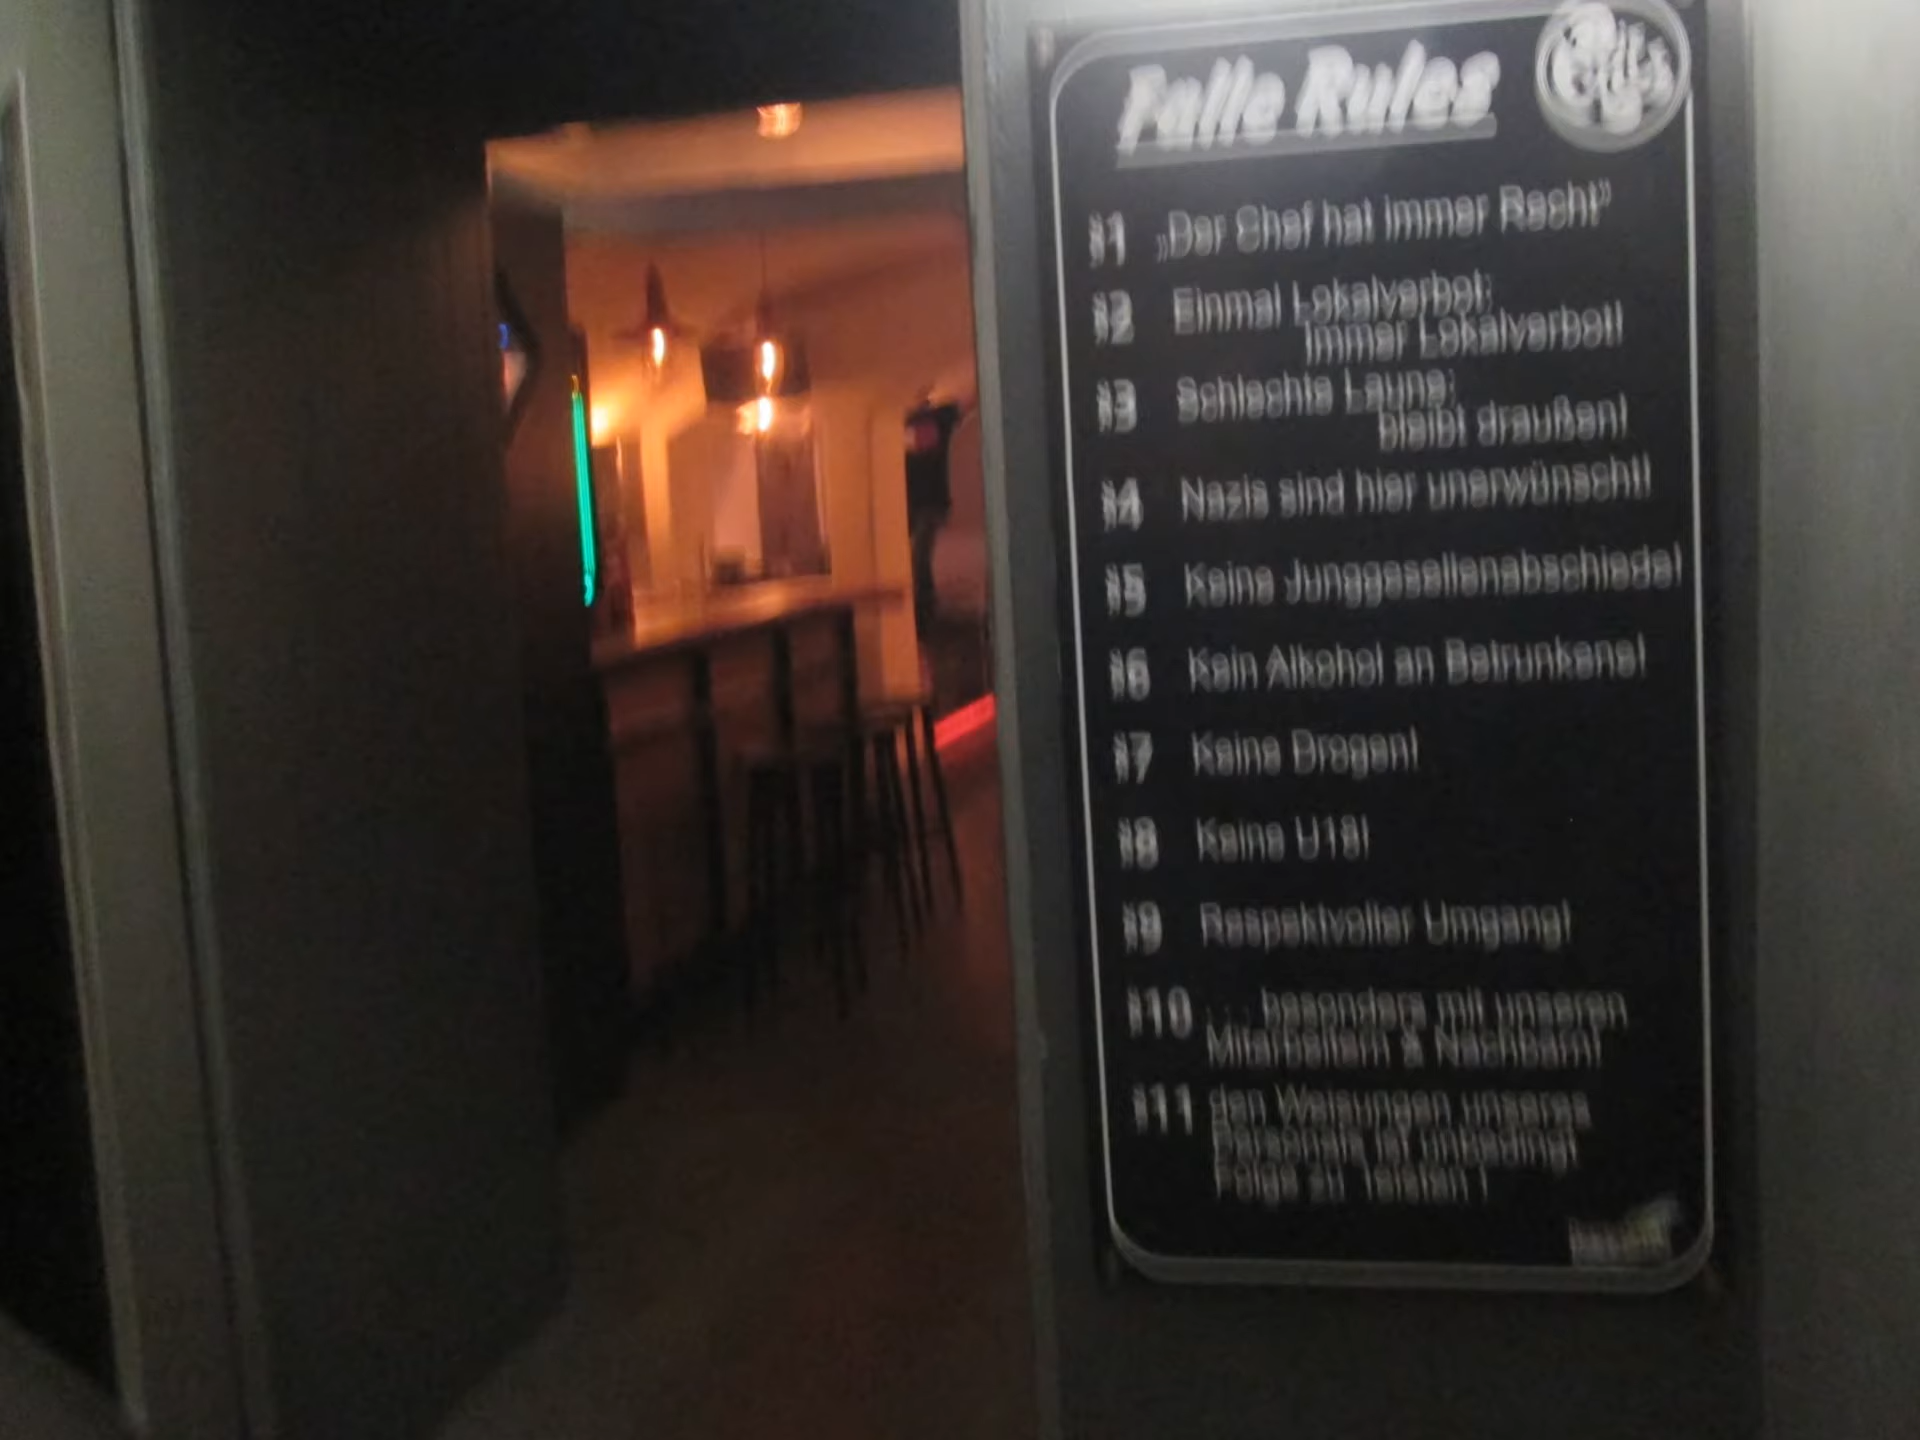 Falle Rules
§1 „Der Chef hat immer Recht”
§2 Einmal Lokalverbot:
Immer Lokalverbot!
§3 Schlechte Laune:
bleibt draußen!
§4 Nazis sind hier unerwünscht!
§5 Keine Junggesellenabschiede!
§6 Kein Alkohol an Betrunkene!
§7 Keine Drogen!
§8 Keine U18!
§9 Respektvoller Umgang!
§10 ... besonders mit unseren
Mitarbeitern & Nachbarn!
§11 den Weisungen unseres
Personals ist unbedingt
Folge zu leisten !